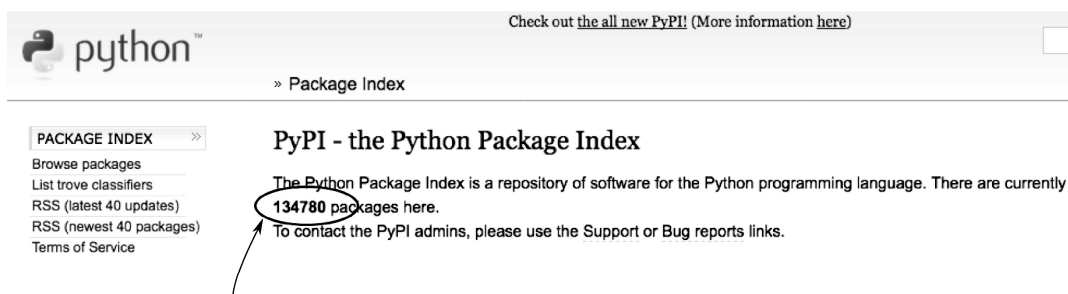 Check out the all new PyPI! (More information here)
python™
» Package Index
PACKAGE INDEX »
Browse packages
List trove classifiers
RSS (latest 40 updates)
RSS (newest 40 packages)
Terms of Service
PyPI - the Python Package Index
The Python Package Index is a repository of software for the Python programming language. There are currently
134780 packages here.
To contact the PyPI admins, please use the Support or Bug reports links.